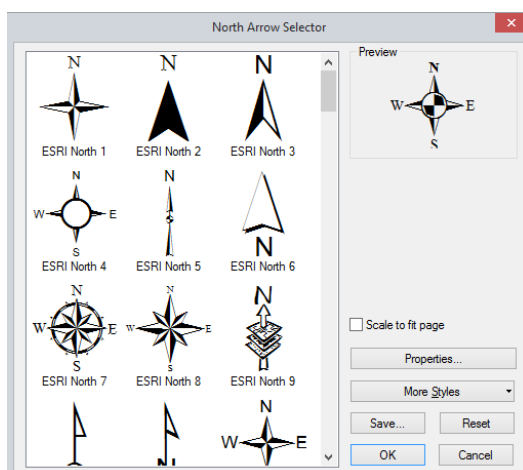 North Arrow Selector
N
N
N
ESRI North 1
ESRI North 2
ESRI North 3
N
W
E
S
N
N
ESRI North 4
ESRI North 5
ESRI North 6
N
W
E
S
N
W
E
S
N
ESRI North 7
ESRI North 8
ESRI North 9
N
N
W
E
Preview
N
W
E
S
Scale to fit page
Properties...
More Styles
Save...
Reset
OK
Cancel